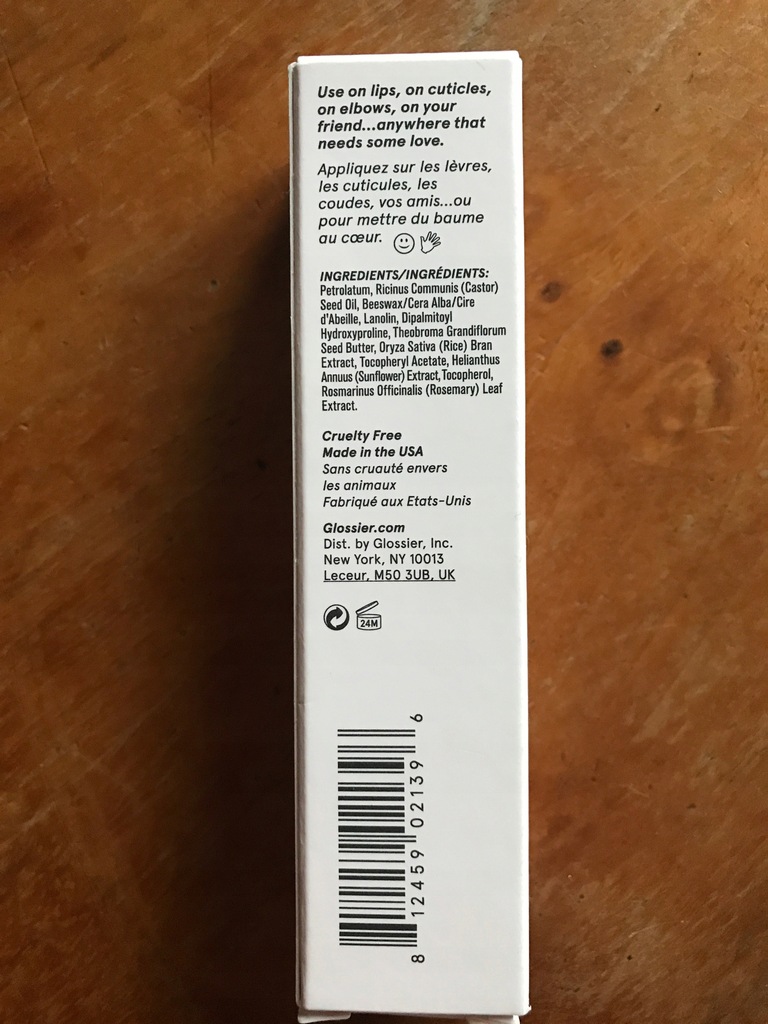 Use on lips, on cuticles,
on elbows, on your
friend...anywhere that
needs some love.
Appliquez sur les lèvres,
les cuticules, les
coudes, vos amis...ou
pour mettre du baume
au cœur.
INGREDIENTS/INGRÉDIENTS:
Petrolatum, Ricinus Communis (Castor)
Seed Oil, Beeswax/Cera Alba/Cire
d'Abeille, Lanolin, Dipalmitoyl
Hydroxyproline, Theobroma Grandiflorum
Seed Butter, Oryza Sativa (Rice) Bran
Extract, Tocopheryl Acetate, Helianthus
Annuus (Sunflower) Extract, Tocopherol,
Rosmarinus Officinalis (Rosemary) Leaf
Extract.
Cruelty Free
Made in the USA
Sans cruauté envers
les animaux
Fabriqué aux Etats-Unis
Glossier.com
Dist. by Glossier, Inc.
New York, NY 10013
Leceur, M50 3UB, UK
24M
8 12459 02139 6